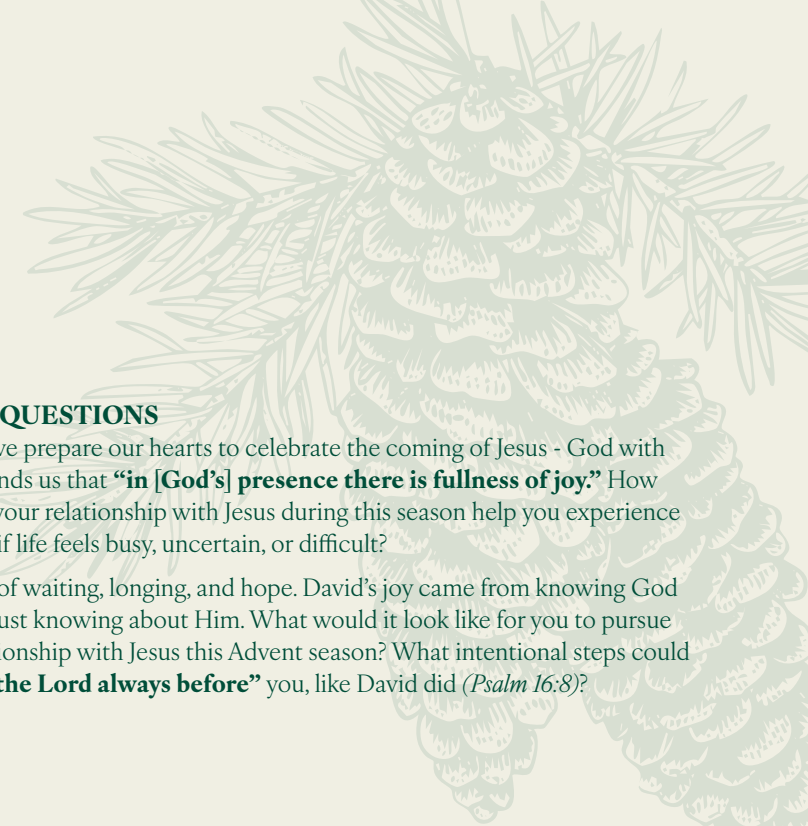 QUESTIONS
ve prepare our hearts to celebrate the coming of Jesus - God with
nds us that “in [God’s] presence there is fullness of joy.” How
your relationship with Jesus during this season help you experience
if life feels busy, uncertain, or difficult?
of waiting, longing, and hope. David’s joy came from knowing God
ust knowing about Him. What would it look like for you to pursue
onship with Jesus this Advent season? What intentional steps could
the Lord always before” you, like David did (Psalm 16:8)?